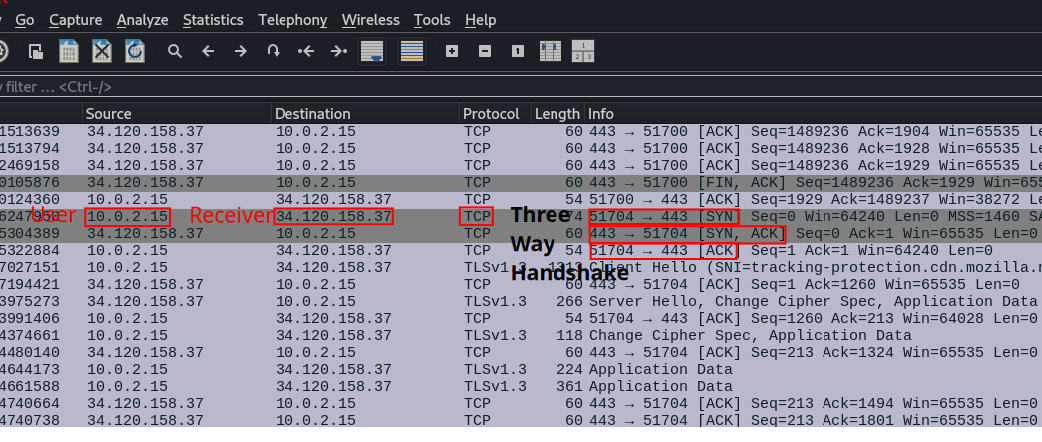 Go Capture Analyze Statistics Telephony Wireless Tools Help
filter … <Ctrl-/>
Source Destination Protocol Length Info
1513639 34.120.158.37 10.0.2.15 TCP 60 443 → 51700 [ACK] Seq=1489236 Ack=1904 Win=65535
1513794 34.120.158.37 10.0.2.15 TCP 60 443 → 51700 [ACK] Seq=1489236 Ack=1928 Win=65535
2469158 34.120.158.37 10.0.2.15 TCP 60 443 → 51700 [ACK] Seq=1489236 Ack=1929 Win=65535
0105876 34.120.158.37 10.0.2.15 TCP 60 443 → 51700 [FIN, ACK] Seq=1489236 Ack=1929
0124360 10.0.2.15 34.120.158.37 TCP 54 51700 → 443 [ACK] Seq=1929 Ack=1489237 Win=38272
User 10.0.2.15 Receiver 34.120.158.37 TCP Three 51704 → 443 [SYN] Seq=0 Win=64240 Len=0 MSS=1460
5304389 34.120.158.37 10.0.2.15 TCP 60 443 → 51704 [SYN, ACK] Seq=0 Ack=1 Win=65535
Way
5322884 10.0.2.15 34.120.158.37 TCP 54 51704 → 443 [ACK] Seq=1 Ack=1 Win=64240 Len=0
7027151 10.0.2.15 34.120.158.37 TLSv1.3 Client Hello (SNI=tracking-protection.cdn.mozilla.
Handshake
7194421 34.120.158.37 10.0.2.15 TCP 60 443 → 51704 [ACK] Seq=1 Ack=1260 Win=65535 Len=0
3975273 34.120.158.37 10.0.2.15 TLSv1.3 266 Server Hello, Change Cipher Spec, Application Data
3991406 10.0.2.15 34.120.158.37 TCP 54 51704 → 443 [ACK] Seq=1260 Ack=213 Win=64028 Len=0
4374661 10.0.2.15 34.120.158.37 TLSv1.3 118 Change Cipher Spec, Application Data
4480140 34.120.158.37 10.0.2.15 TCP 60 443 → 51704 [ACK] Seq=213 Ack=1324 Win=65535 Len=0
4644173 10.0.2.15 34.120.158.37 TLSv1.3 224 Application Data
4661588 10.0.2.15 34.120.158.37 TLSv1.3 361 Application Data
4740664 34.120.158.37 10.0.2.15 TCP 60 443 → 51704 [ACK] Seq=213 Ack=1494 Win=65535 Len=0
4740738 34.120.158.37 10.0.2.15 TCP 60 443 → 51704 [ACK] Seq=213 Ack=1801 Win=65535 Len=0